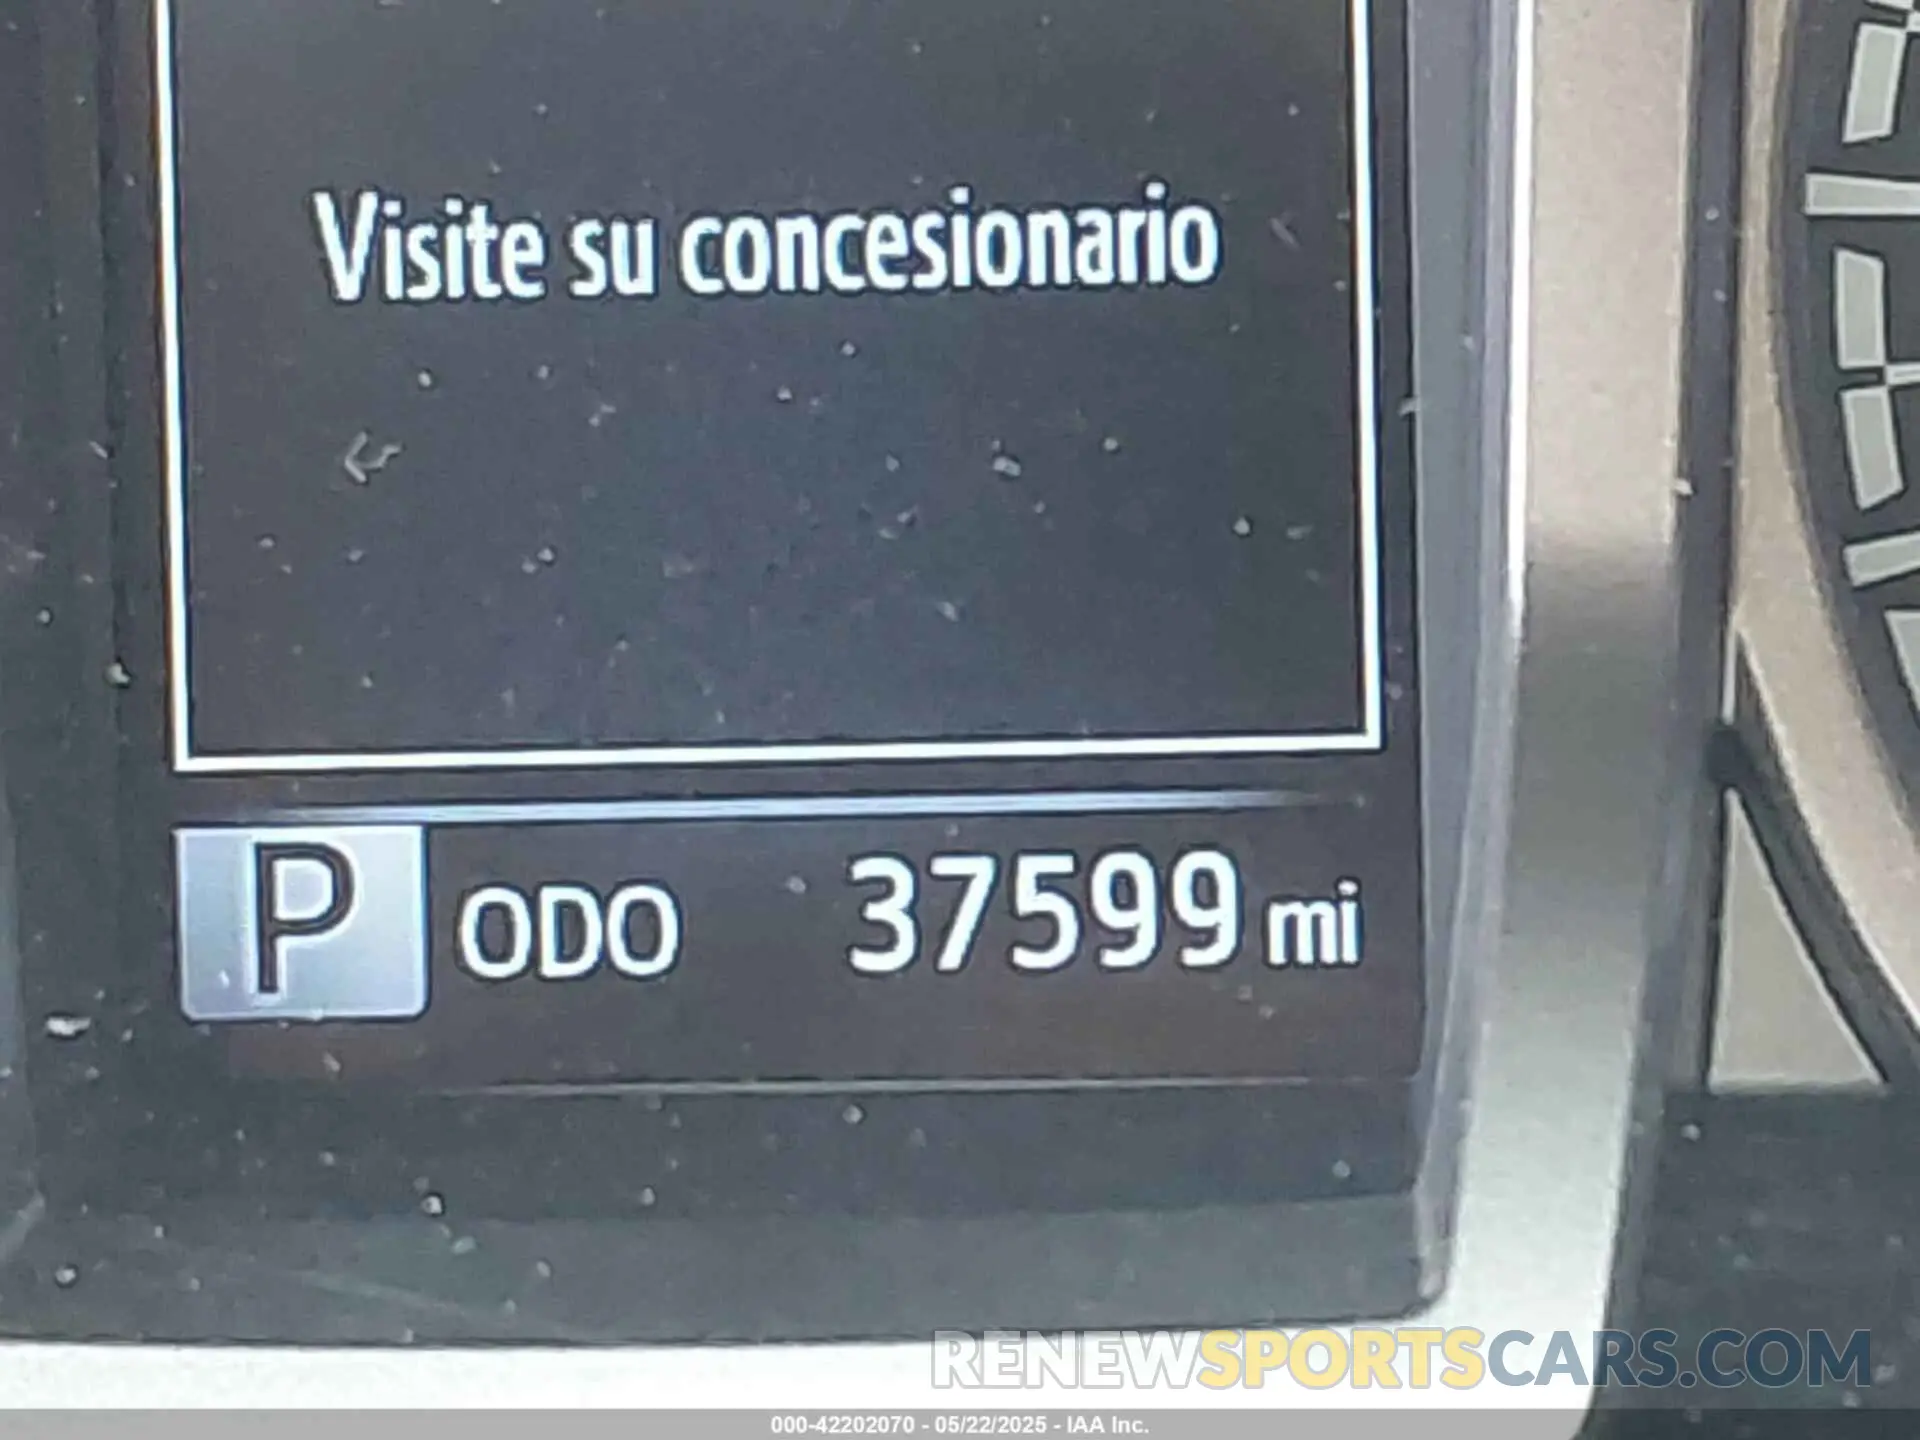 Visite su concesionario
P ODO 37599 mi
RENEWSPORTSCARS.COM
000-42202070 - 05/22/2025 - IAA Inc.